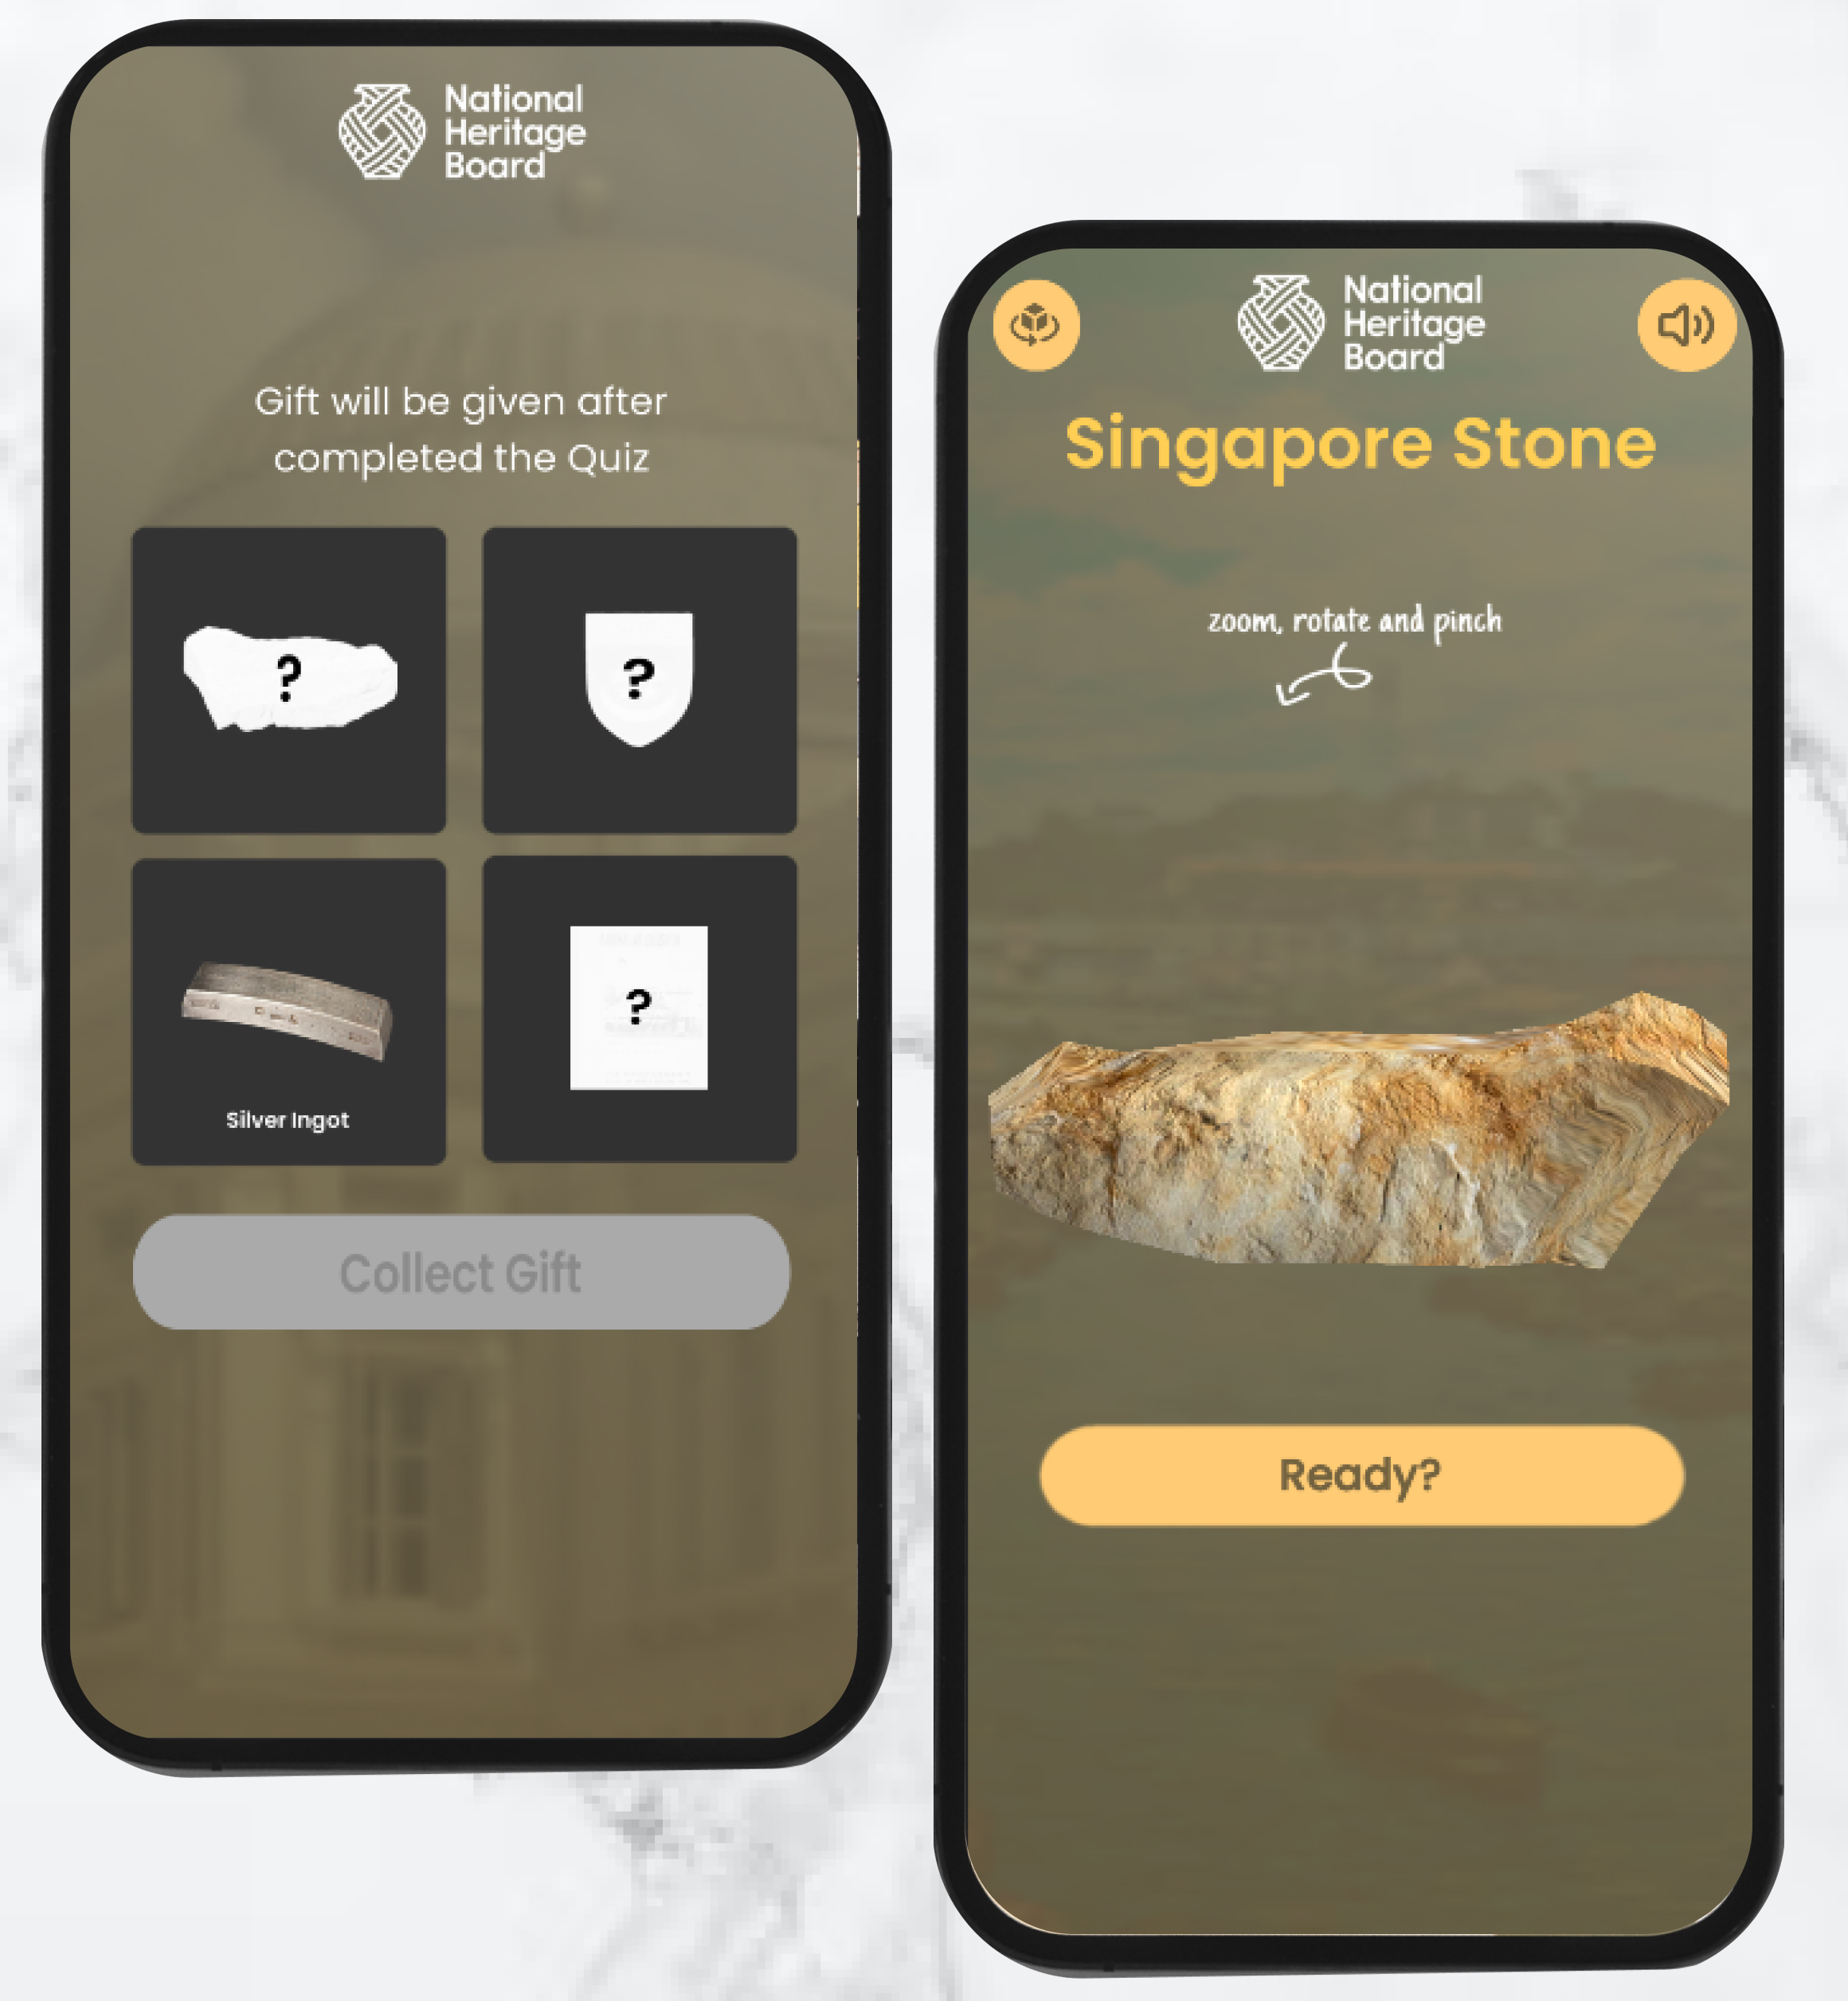 National
Heritage
Board
Gift will be given after
completed the Quiz
?
?
Silver Ingot
?
Collect Gift
National
Heritage
Board
Singapore Stone
zoom, rotate and pinch
Ready?